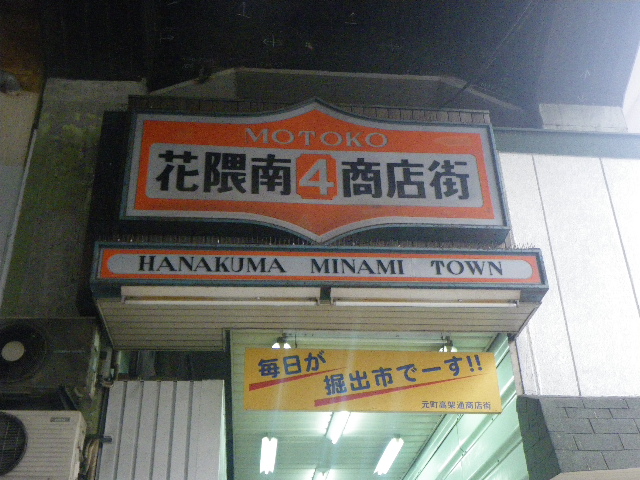 MOTOKO
花隈南4商店街
HANAKUMA MINAMI TOWN
毎日が
掘出市でーす!!
元町高架通商店街